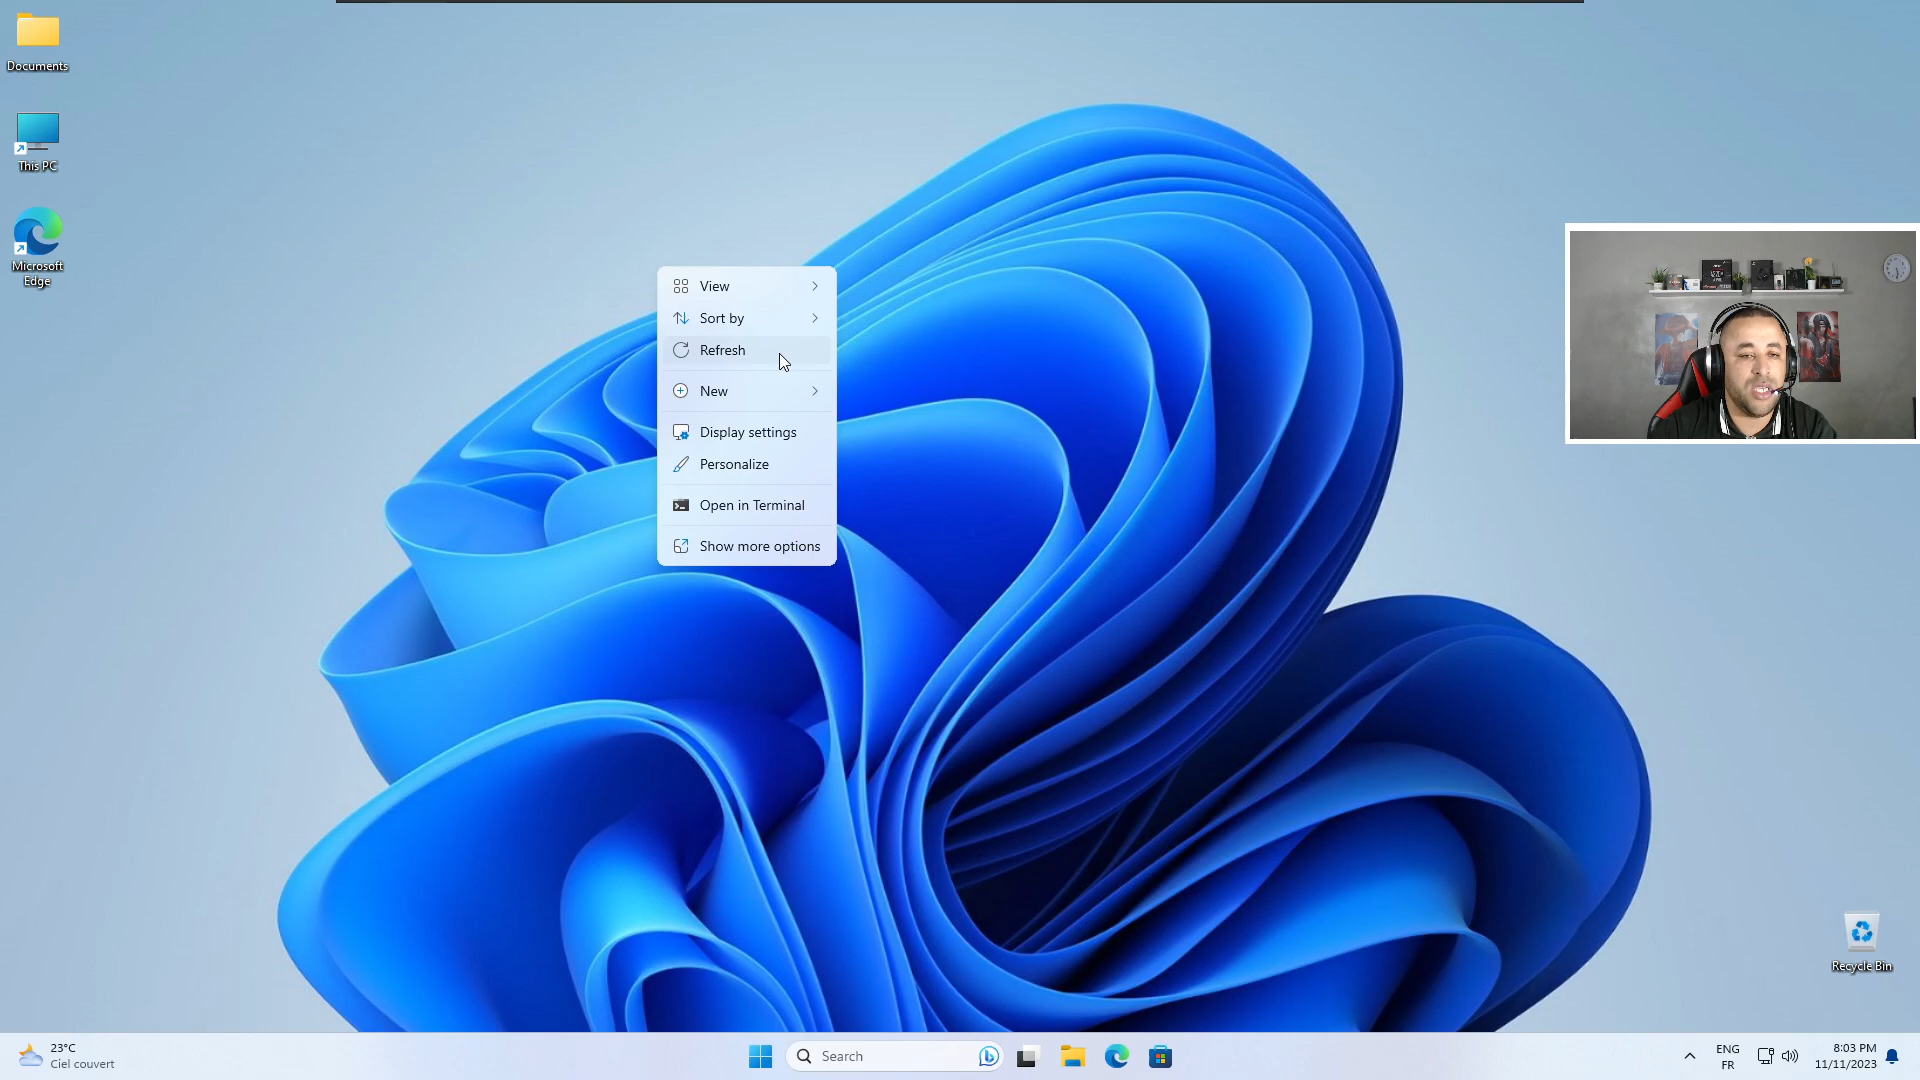 Documents
This PC
Microsoft
Edge
View
Sort by
Refresh
New
Display settings
Personalize
Open in Terminal
Show more options
Recycle Bin
23°C
Ciel couvert
Search
ENG
FR
8:03 PM
11/11/2023